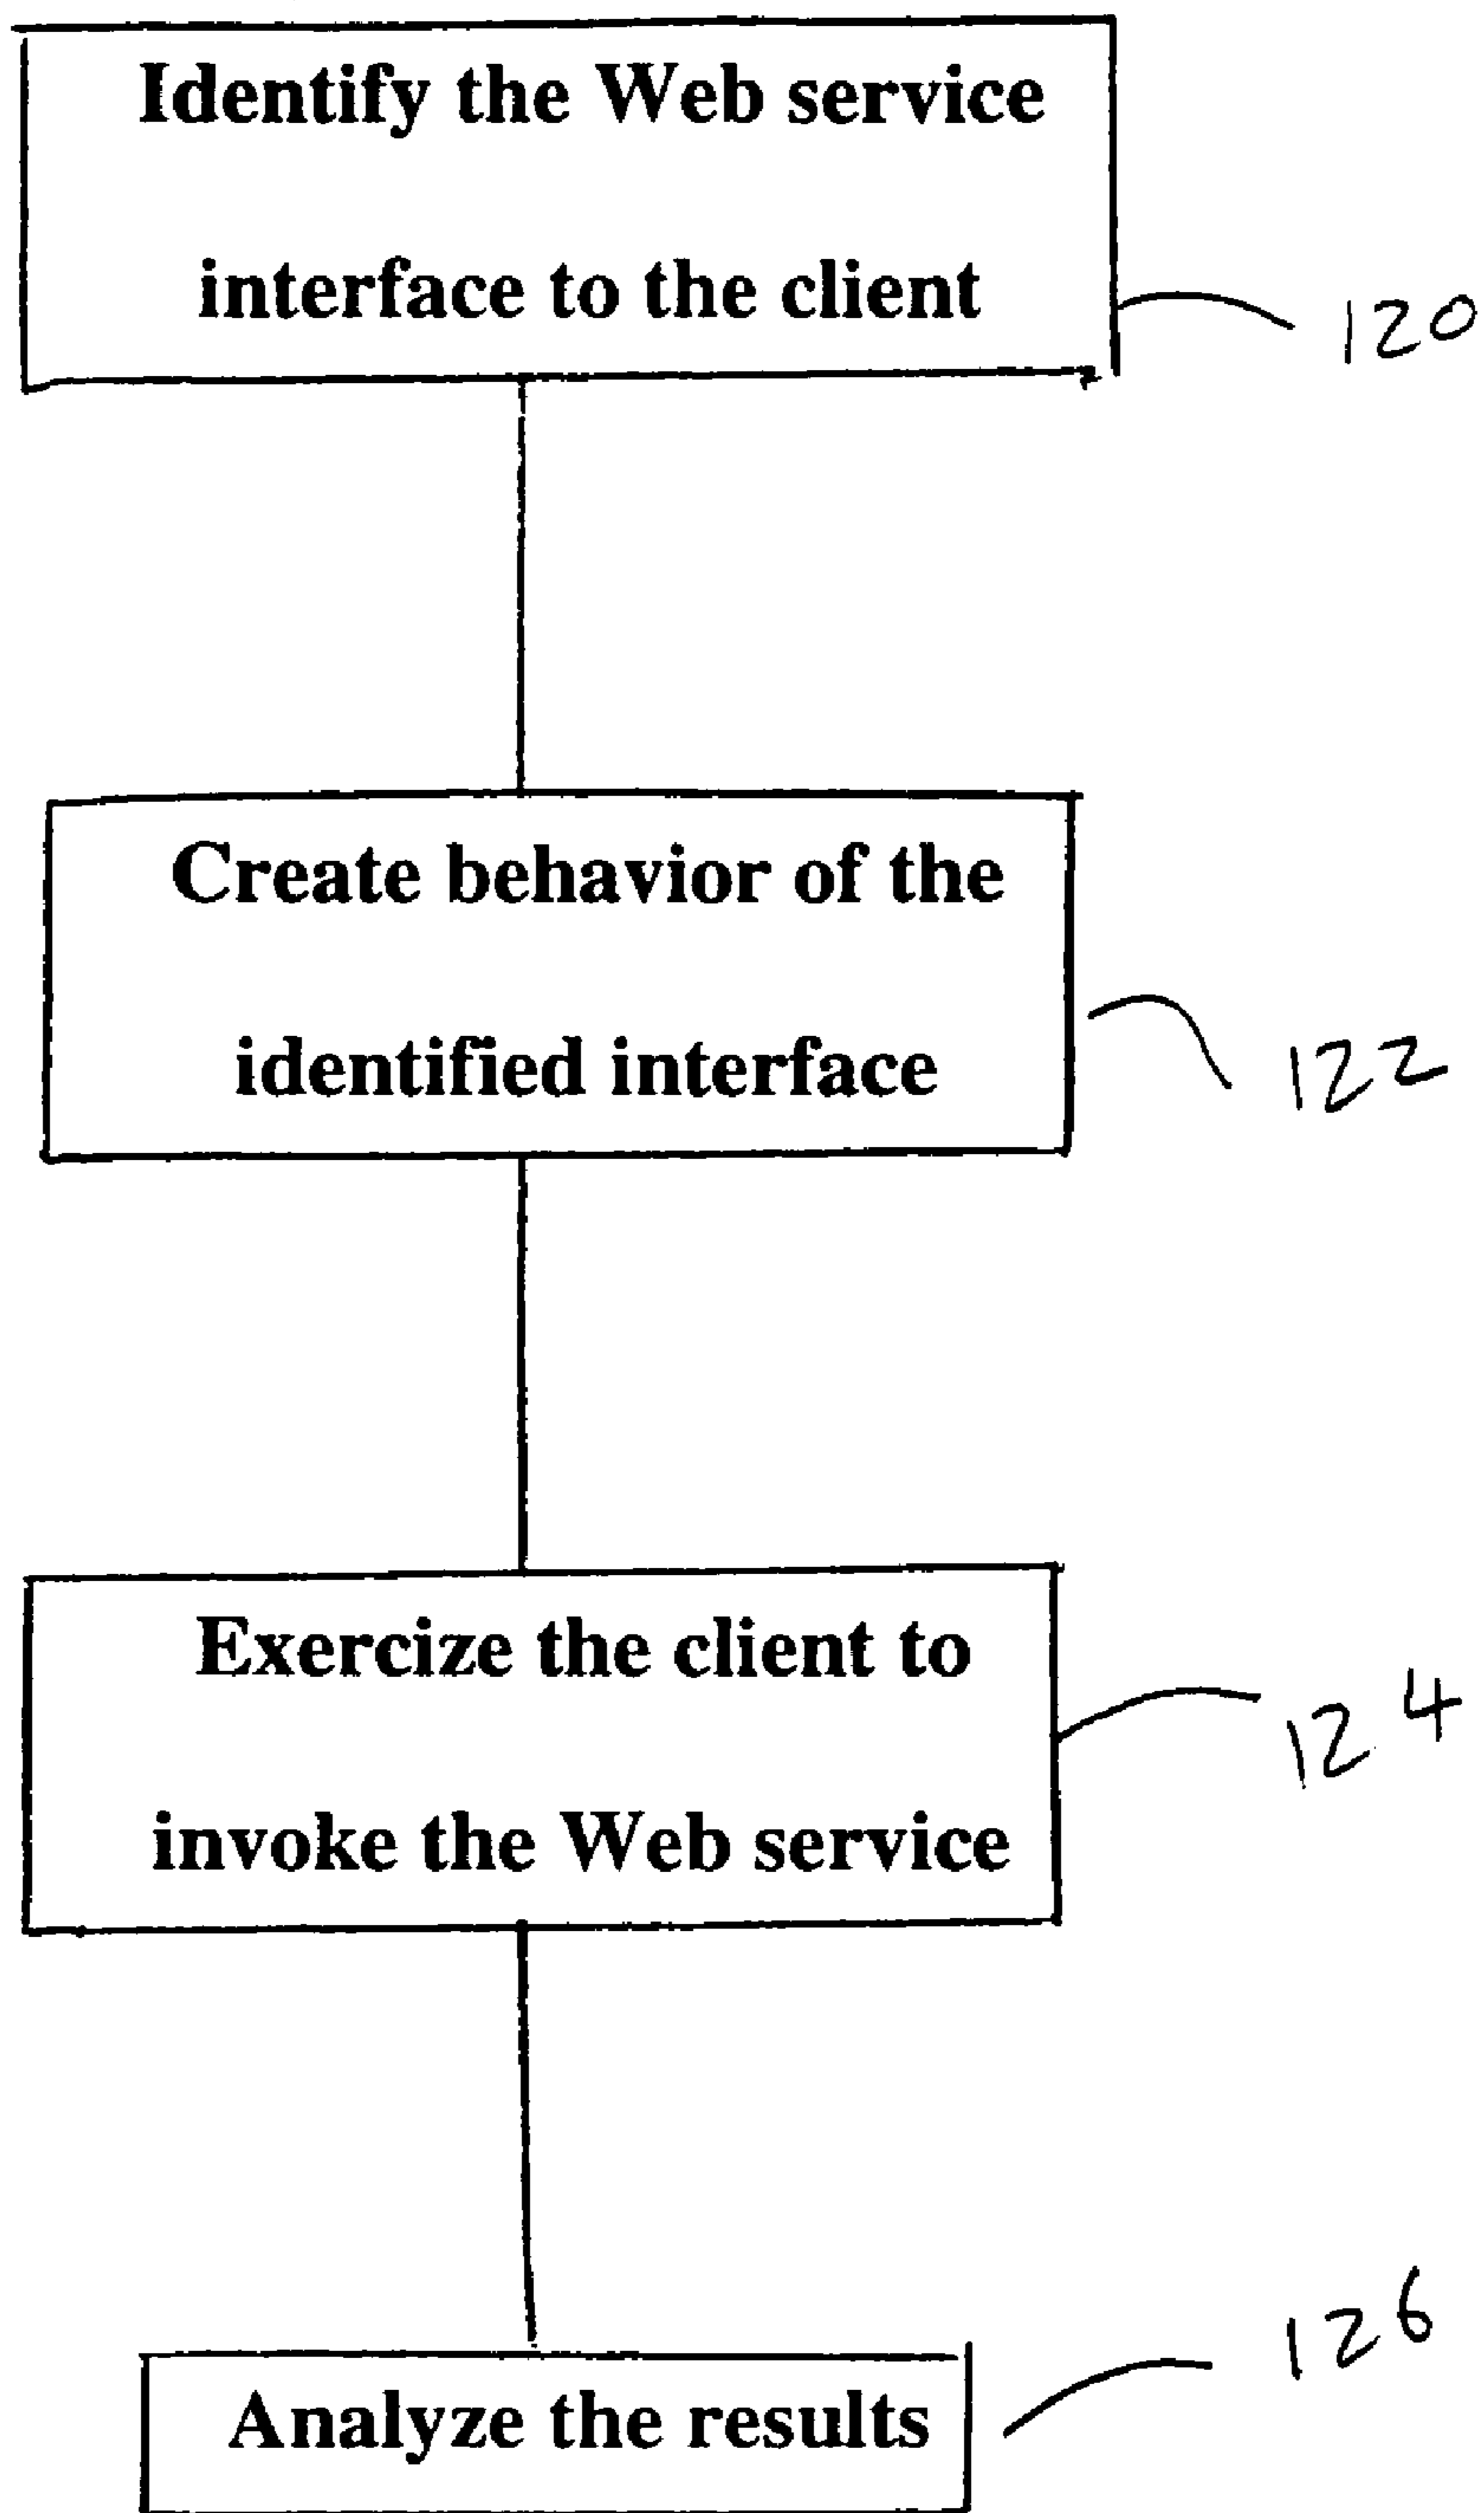 Identify the Web service
interface to the client
120
Create behavior of the
identified interface
122
Exercize the client to
invoke the Web service
124
Analyze the results
126